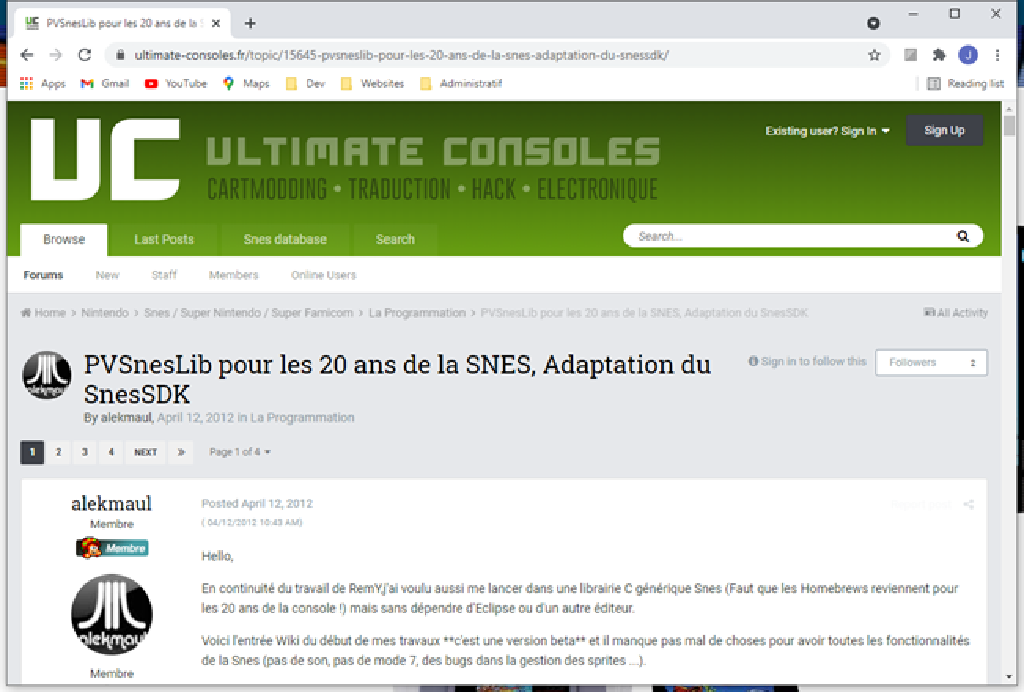 PVSnesLib pour les 20 ans de la S
ultimate-consoles.fr/topic/15645-pvsneslib-pour-les-20-ans-de-la-snes-adaptation-du-snessdk/
J
Apps Gmail YouTube Maps Dev Websites Administratif Reading list
UC ULTIMATE CONSOLES
CARTMODDING • TRADUCTION • HACK • ELECTRONIQUE
Existing user? Sign In Sign Up
Browse Last Posts Snes database Search Search...
Forums New Staff Members Online Users
Home > Nintendo > Snes / Super Nintendo / Super Famicom > La Programmation > PVSnesLib pour les 20 ans de la SNES, Adaptation du SnesSDK All Activity
PVSnesLib pour les 20 ans de la SNES, Adaptation du
SnesSDK
Sign in to follow this Followers
alekmaul
By alekmaul, April 12, 2012 in La Programmation
1 2 3 4 NEXT » Page 1 of 4
alekmaul
Membre
Membre
alekmaul
Membre
Posted April 12, 2012
( 04/12/2012 10:43 AM)
Hello,
En continuité du travail de RemY,j'ai voulu aussi me lancer dans une librairie C générique Snes (Faut que les Homebrews reviennent pour
les 20 ans de la console !) mais sans dépendre d'Eclipse ou d'un autre éditeur.
Voici l'entrée Wiki du début de mes travaux **c'est une version beta** et il manque pas mal de choses pour avoir toutes les fonctionnalités
de la Snes (pas de son, pas de mode 7, des bugs dans la gestion des sprites ...).